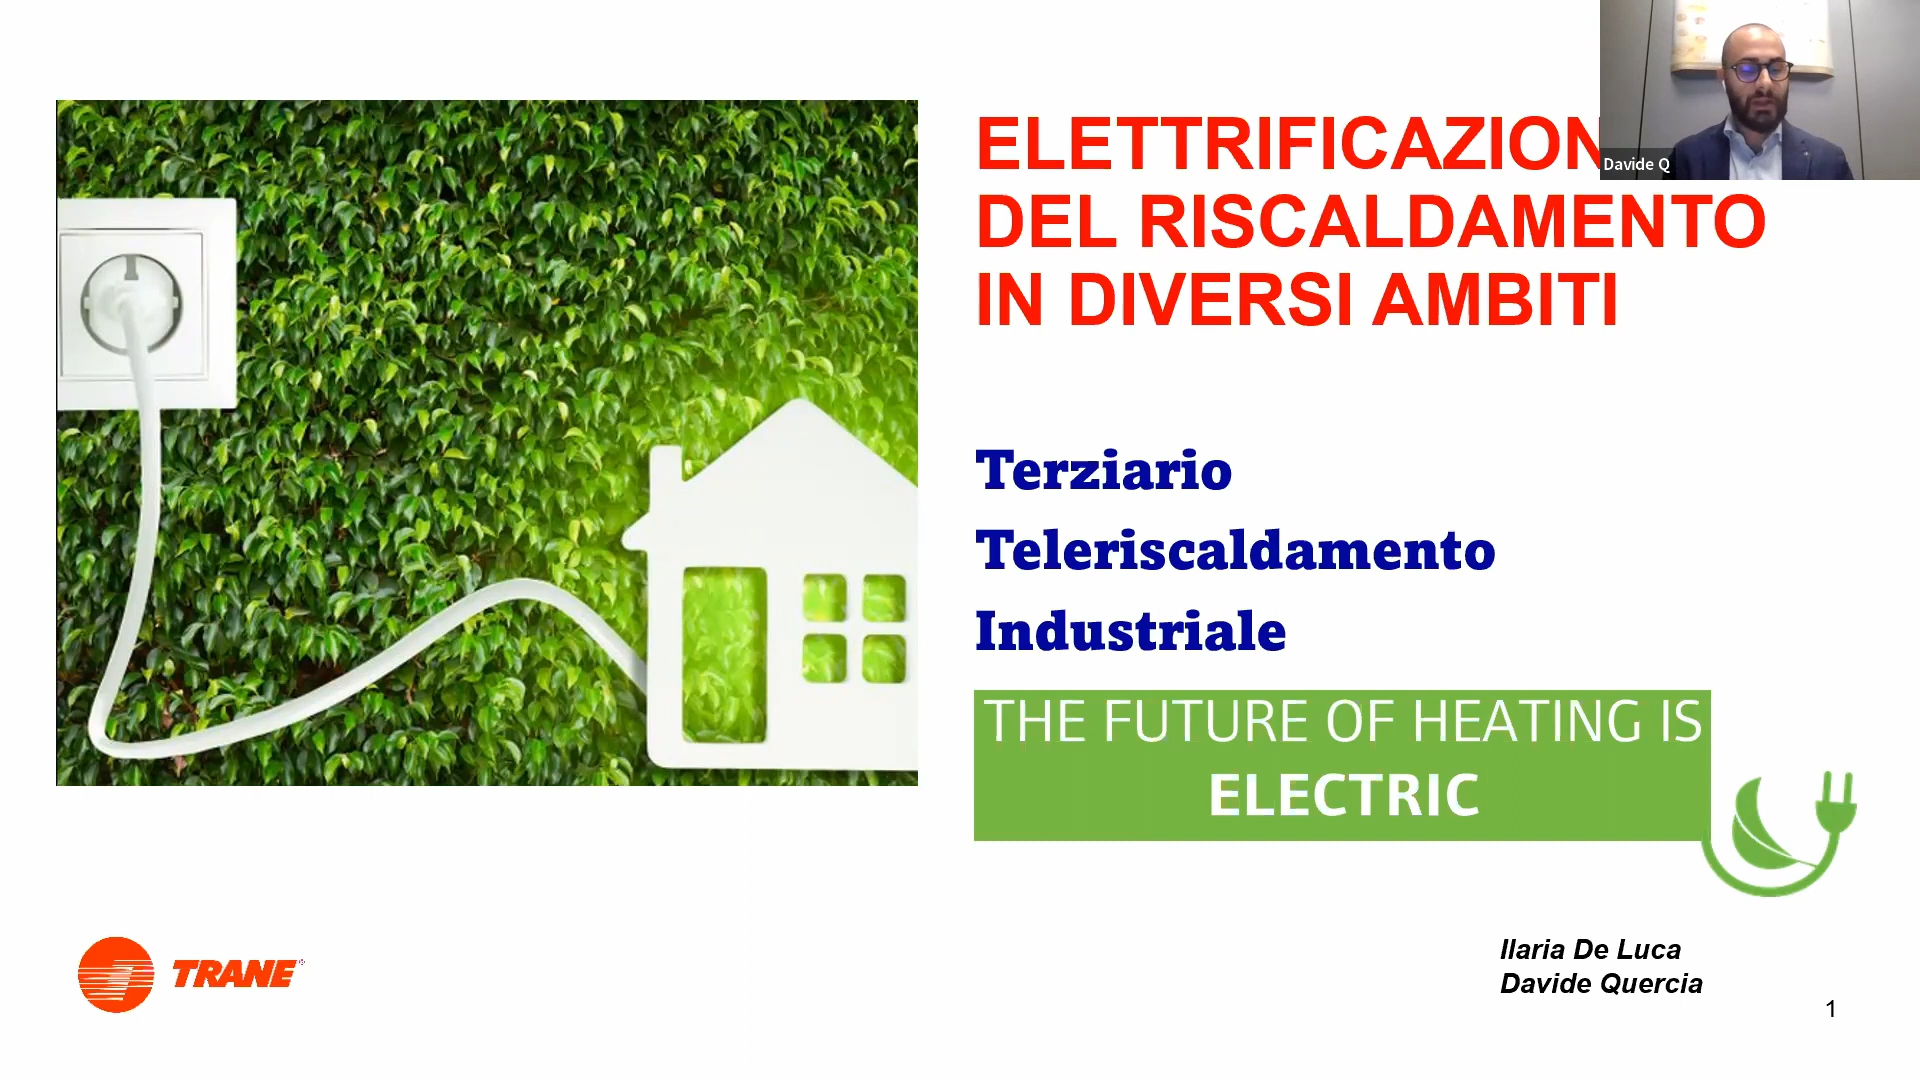 ELETTRIFICAZION
DEL RISCALDAMENTO
IN DIVERSI AMBITI
Davide Q
Terziario
Teleriscaldamento
Industriale
THE FUTURE OF HEATING IS
ELECTRIC
TRANE
Ilaria De Luca
Davide Quercia
1